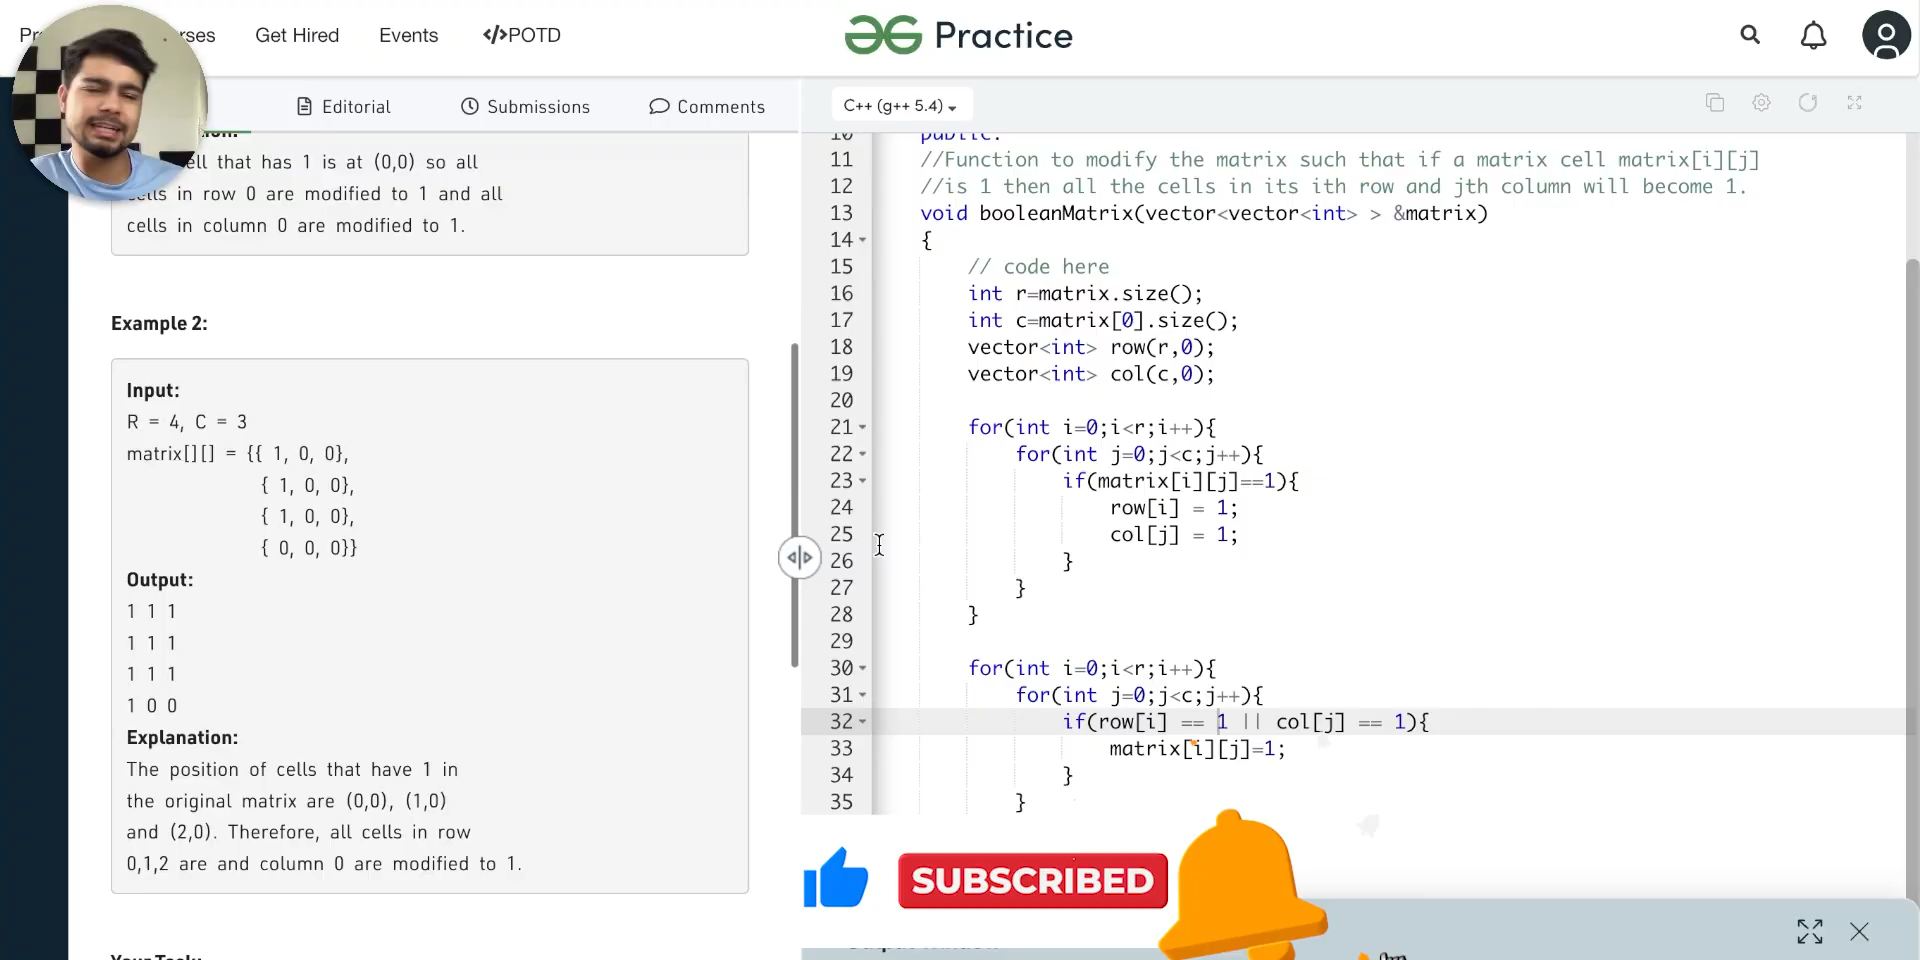 Get Hired
Events
</>POTD
Practice
Editorial
Submissions
Comments
C++ (g++ 5.4)
ell that has 1 is at (0,0) so all
cells in row 0 are modified to 1 and all
cells in column 0 are modified to 1.
Example 2:
Input:
R = 4, C = 3
matrix[][] = {{ 1, 0, 0},
{ 1, 0, 0},
{ 1, 0, 0},
{ 0, 0, 0}}
Output:
1 1 1
1 1 1
1 1 1
1 0 0
Explanation:
The position of cells that have 1 in
the original matrix are (0,0), (1,0)
and (2,0). Therefore, all cells in row
0,1,2 are and column 0 are modified to 1.
Your Task:
10 public:
11 //Function to modify the matrix such that if a matrix cell matrix[i][j]
12 //is 1 then all the cells in its ith row and jth column will become 1.
13 void booleanMatrix(vector<vector<int> > &matrix)
14 {
15 // code here
16 int r=matrix.size();
17 int c=matrix[0].size();
18 vector<int> row(r,0);
19 vector<int> col(c,0);
20
21 for(int i=0;i<r;i++){
22 for(int j=0;j<c;j++){
23 if(matrix[i][j]==1){
24 row[i] = 1;
25 col[j] = 1;
26 }
27 }
28 }
29
30 for(int i=0;i<r;i++){
31 for(int j=0;j<c;j++){
32 if(row[i] == 1 || col[j] == 1){
33 matrix[i][j]=1;
34 }
35 }
SUBSCRIBED